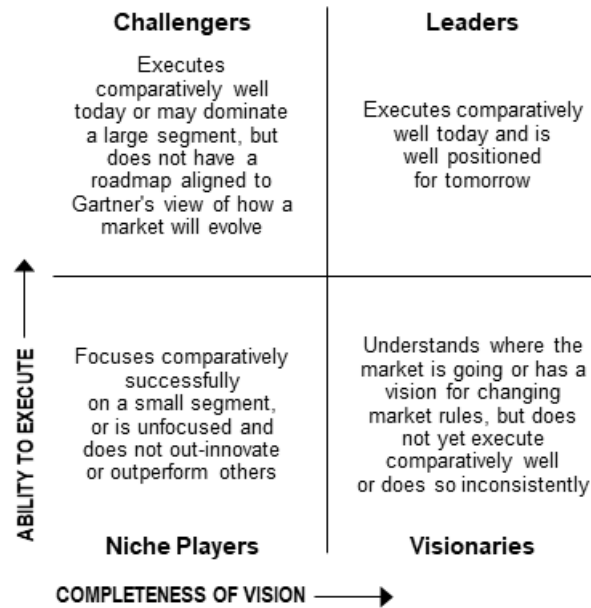 Challengers
Executes
comparatively well
today or may dominate
a large segment, but
does not have a
roadmap aligned to
Gartner's view of how a
market will evolve
Leaders
Executes comparatively
well today and is
well positioned
for tomorrow
ABILITY TO EXECUTE
Focuses comparatively
successfully
on a small segment,
or is unfocused and
does not out-innovate
or outperform others
Niche Players
Understands where the
market is going or has a
vision for changing
market rules, but does
not yet execute
comparatively well
or does so inconsistently
Visionaries
COMPLETENESS OF VISION